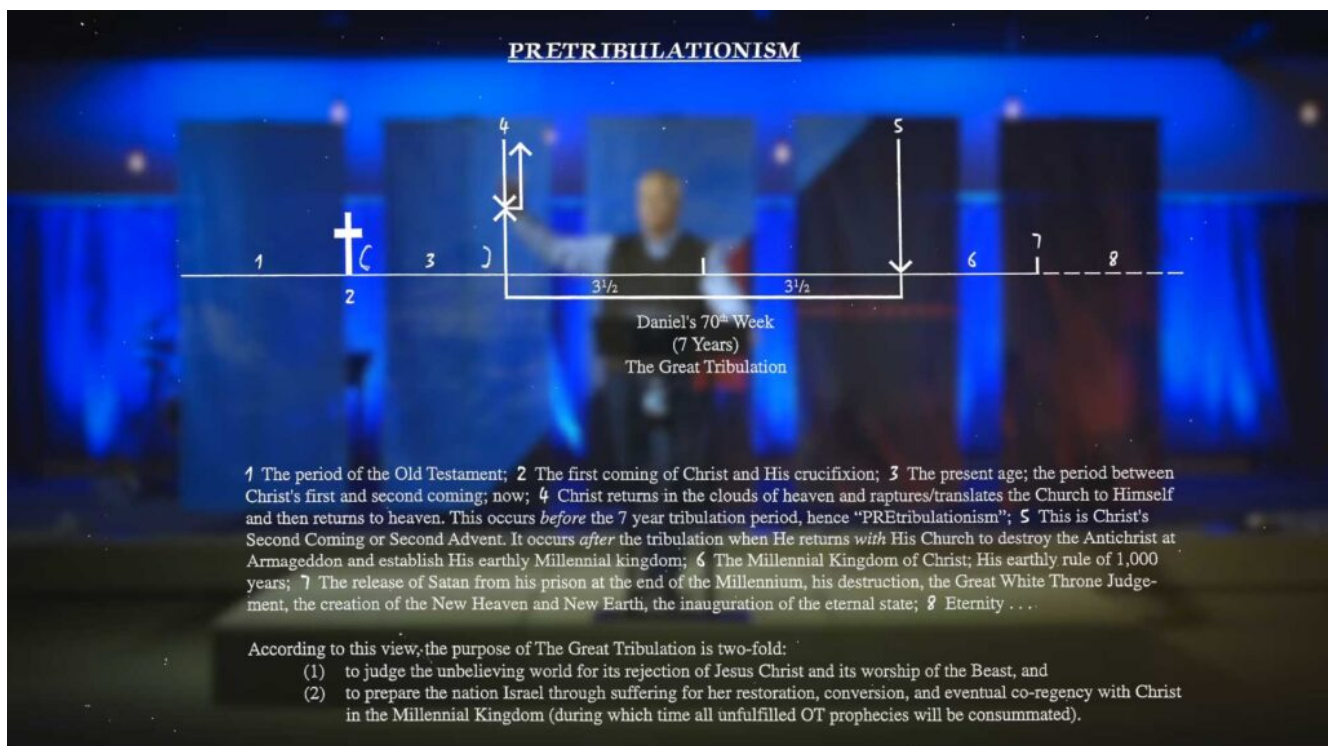 PRETRIBULATIONISM
4
5
1
(
3
)
6
7
8
2
3½
3½
Daniel's 70th Week
(7 Years)
The Great Tribulation
1 The period of the Old Testament; 2 The first coming of Christ and His crucifixion; 3 The present age; the period between
Christ's first and second coming; now; 4 Christ returns in the clouds of heaven and raptures/translates the Church to Himself
and then returns to heaven. This occurs before the 7 year tribulation period, hence “PREtribulationism”; 5 This is Christ's
Second Coming or Second Advent. It occurs after the tribulation when He returns with His Church to destroy the Antichrist at
Armageddon and establish His earthly Millennial kingdom; 6 The Millennial Kingdom of Christ; His earthly rule of 1,000
years; 7 The release of Satan from his prison at the end of the Millennium, his destruction, the Great White Throne Judge-
ment, the creation of the New Heaven and New Earth, the inauguration of the eternal state; 8 Eternity . . .
According to this view, the purpose of The Great Tribulation is two-fold:
(1) to judge the unbelieving world for its rejection of Jesus Christ and its worship of the Beast, and
(2) to prepare the nation Israel through suffering for her restoration, conversion, and eventual co-regency with Christ
in the Millennial Kingdom (during which time all unfulfilled OT prophecies will be consummated).